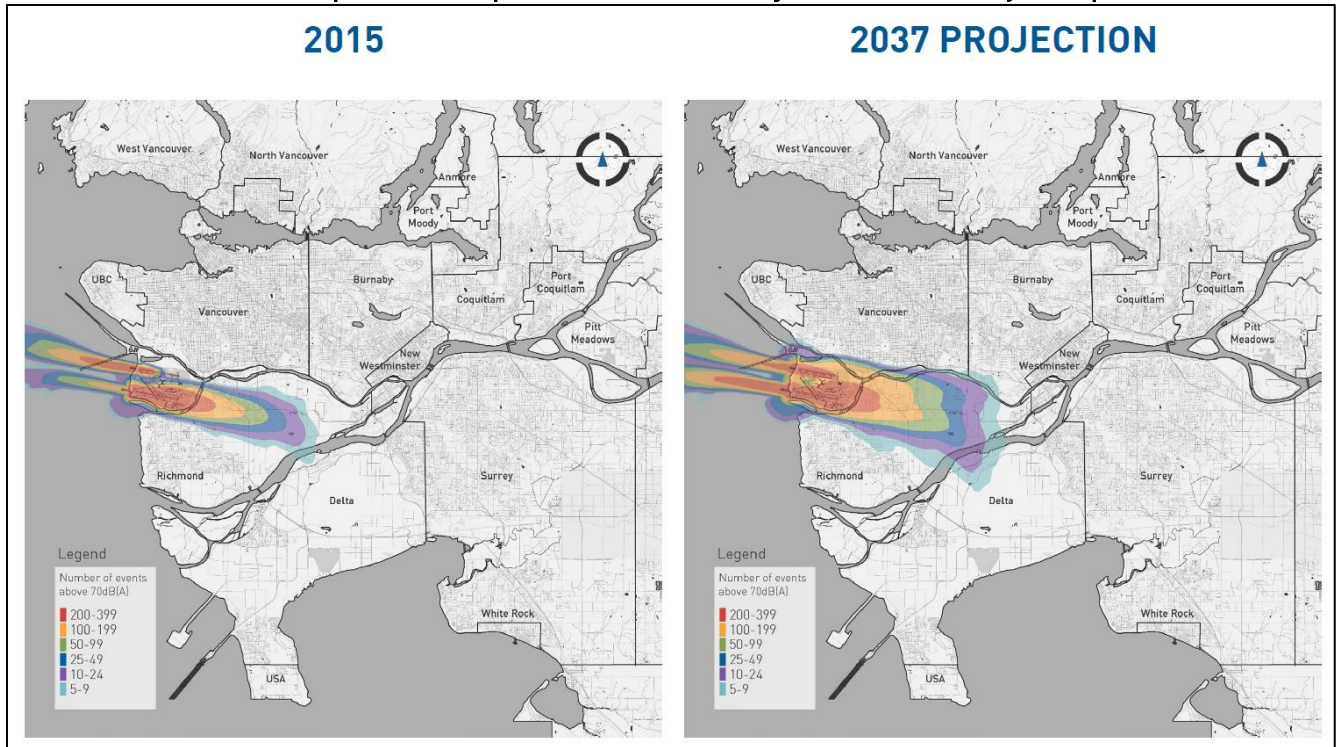 2015
2037 PROJECTION
West Vancouver
North Vancouver
Anmore
Port
Moody
UBC
Burnaby
Port
Coquitlam
Coquitlam
Vancouver
Pitt
Meadows
New
Westminster
Richmond
Surrey
Delta
Legend
Number of events
above 70dB(A)
200-399
100-199
50-99
25-49
10-24
5-9
White Rock
USA
West Vancouver
North Vancouver
Anmore
Port
Moody
UBC
Burnaby
Port
Coquitlam
Coquitlam
Vancouver
Pitt
Meadows
New
Westminster
Richmond
Surrey
Delta
Legend
Number of events
above 70dB(A)
200-399
100-199
50-99
25-49
10-24
5-9
White Rock
USA